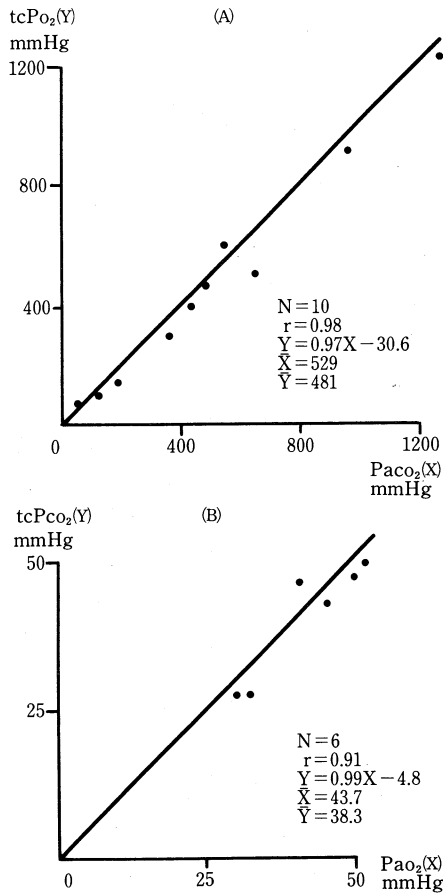 tcPo₂(Y)
mmHg
(A)
1200
800
400
N=10
r=0.98
Y=0.97X−30.6
X̄=529
Ȳ=481
0
400
800
1200
Paco₂(X)
mmHg
tcPco₂(Y)
mmHg
(B)
50
25
N=6
r=0.91
Y=0.99X−4.8
X̄=43.7
Ȳ=38.3
0
25
50
Pao₂(X)
mmHg